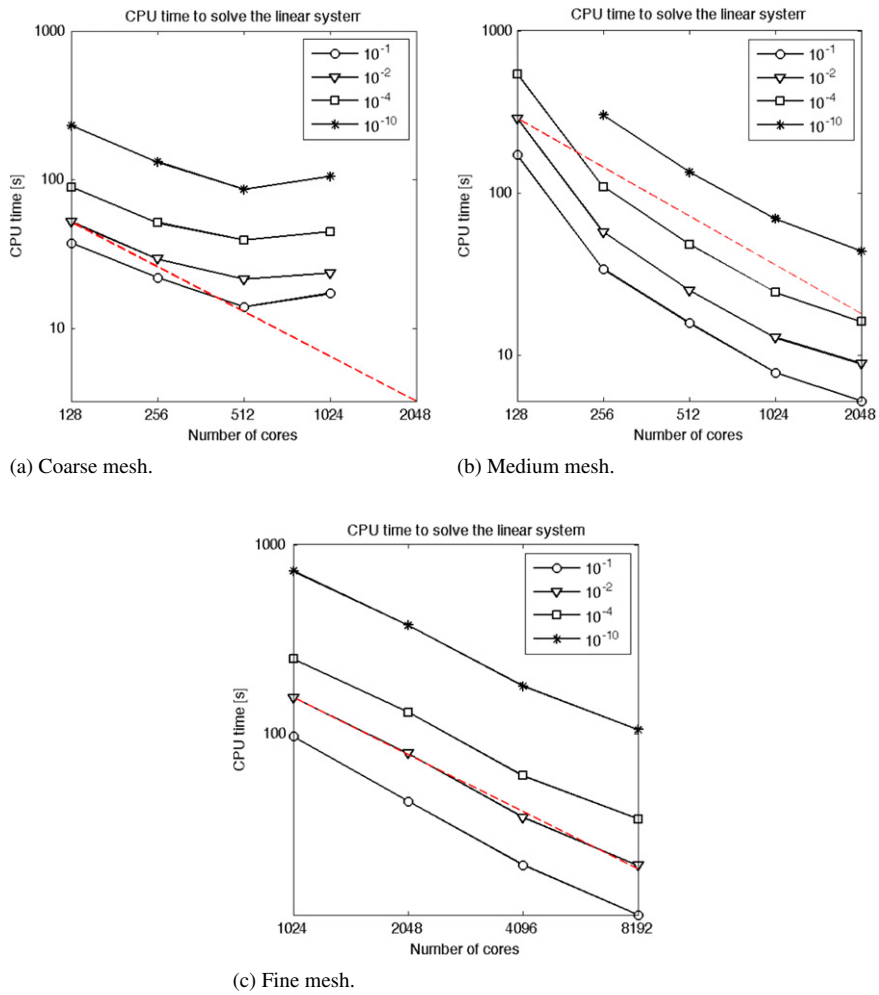 CPU time to solve the linear system
1000
100
10
CPU time [s]
10^-1
10^-2
10^-4
10^-10
128 256 512 1024 2048
Number of cores
(a) Coarse mesh.
CPU time to solve the linear system
1000
100
10
CPU time [s]
10^-1
10^-2
10^-4
10^-10
128 256 512 1024 2048
Number of cores
(b) Medium mesh.
CPU time to solve the linear system
1000
100
CPU time [s]
10^-1
10^-2
10^-4
10^-10
1024 2048 4096 8192
Number of cores
(c) Fine mesh.